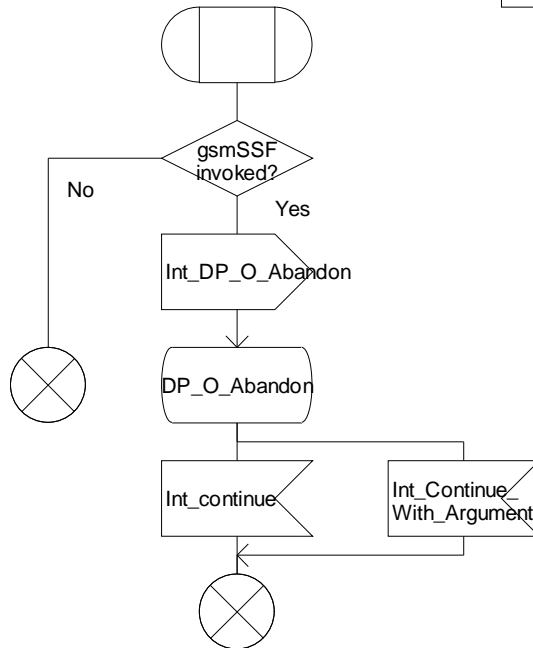 gsmSSF
invoked?
No
Yes
Int_DP_O_Abandon
DP_O_Abandon
Int_continue
Int_Continue_
With_Argument